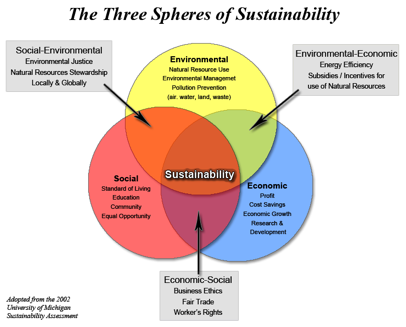 The Three Spheres of Sustainability
Social-Environmental
Environmental Justice
Natural Resources Stewardship
Locally & Globally
Environmental
Natural Resource Use
Environmental Managemet
Pollution Prevention
(air. water, land, waste)
Environmental-Economic
Energy Efficiency
Subsidies / Incentives for
use of Natural Resources
Sustainability
Social
Standard of Living
Education
Community
Equal Opportunity
Economic
Profit
Cost Savings
Economic Growth
Research &
Development
Economic-Social
Business Ethics
Fair Trade
Worker's Rights
Adopted from the 2002
University of Michigan
Sustainability Assessment